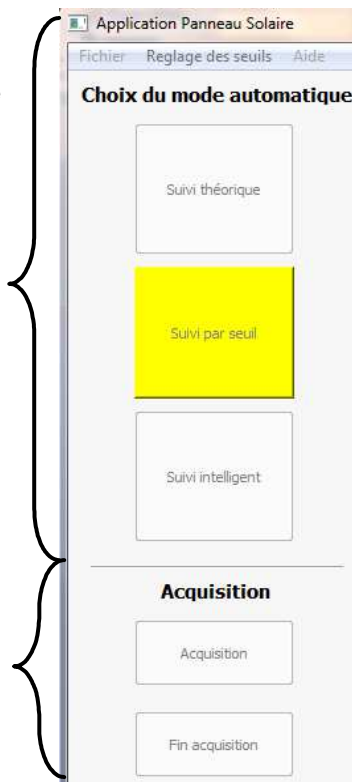 Application Panneau Solaire
Fichier Reglage des seuils Aide
Choix du mode automatique
Suivi théorique
Suivi par seuil
Suivi intelligent
Acquisition
Acquisition
Fin acquisition